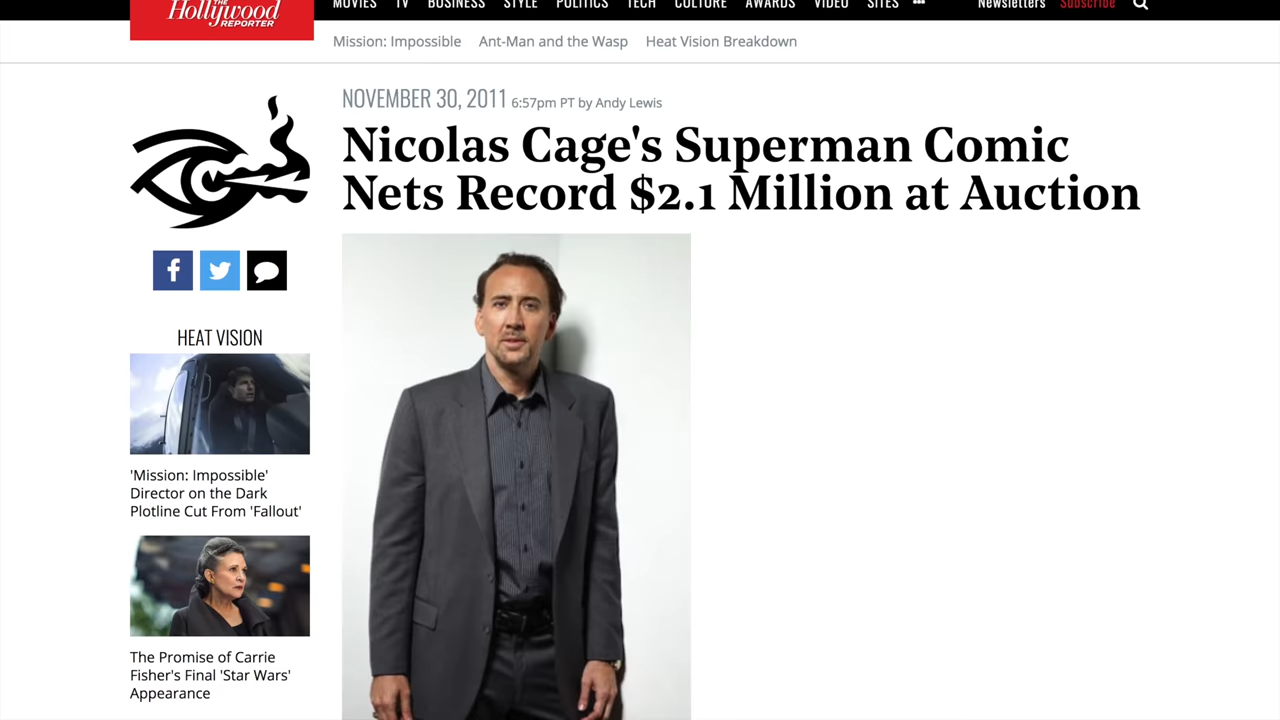 THE
Hollywood
REPORTER
MOVIES TV BUSINESS STYLE POLITICS TECH CULTURE AWARDS VIDEO SITES ••• Newsletters Subscribe
Mission: Impossible Ant-Man and the Wasp Heat Vision Breakdown
NOVEMBER 30, 2011 6:57pm PT by Andy Lewis
Nicolas Cage's Superman Comic
Nets Record $2.1 Million at Auction
HEAT VISION
'Mission: Impossible'
Director on the Dark
Plotline Cut From 'Fallout'
The Promise of Carrie
Fisher's Final 'Star Wars'
Appearance